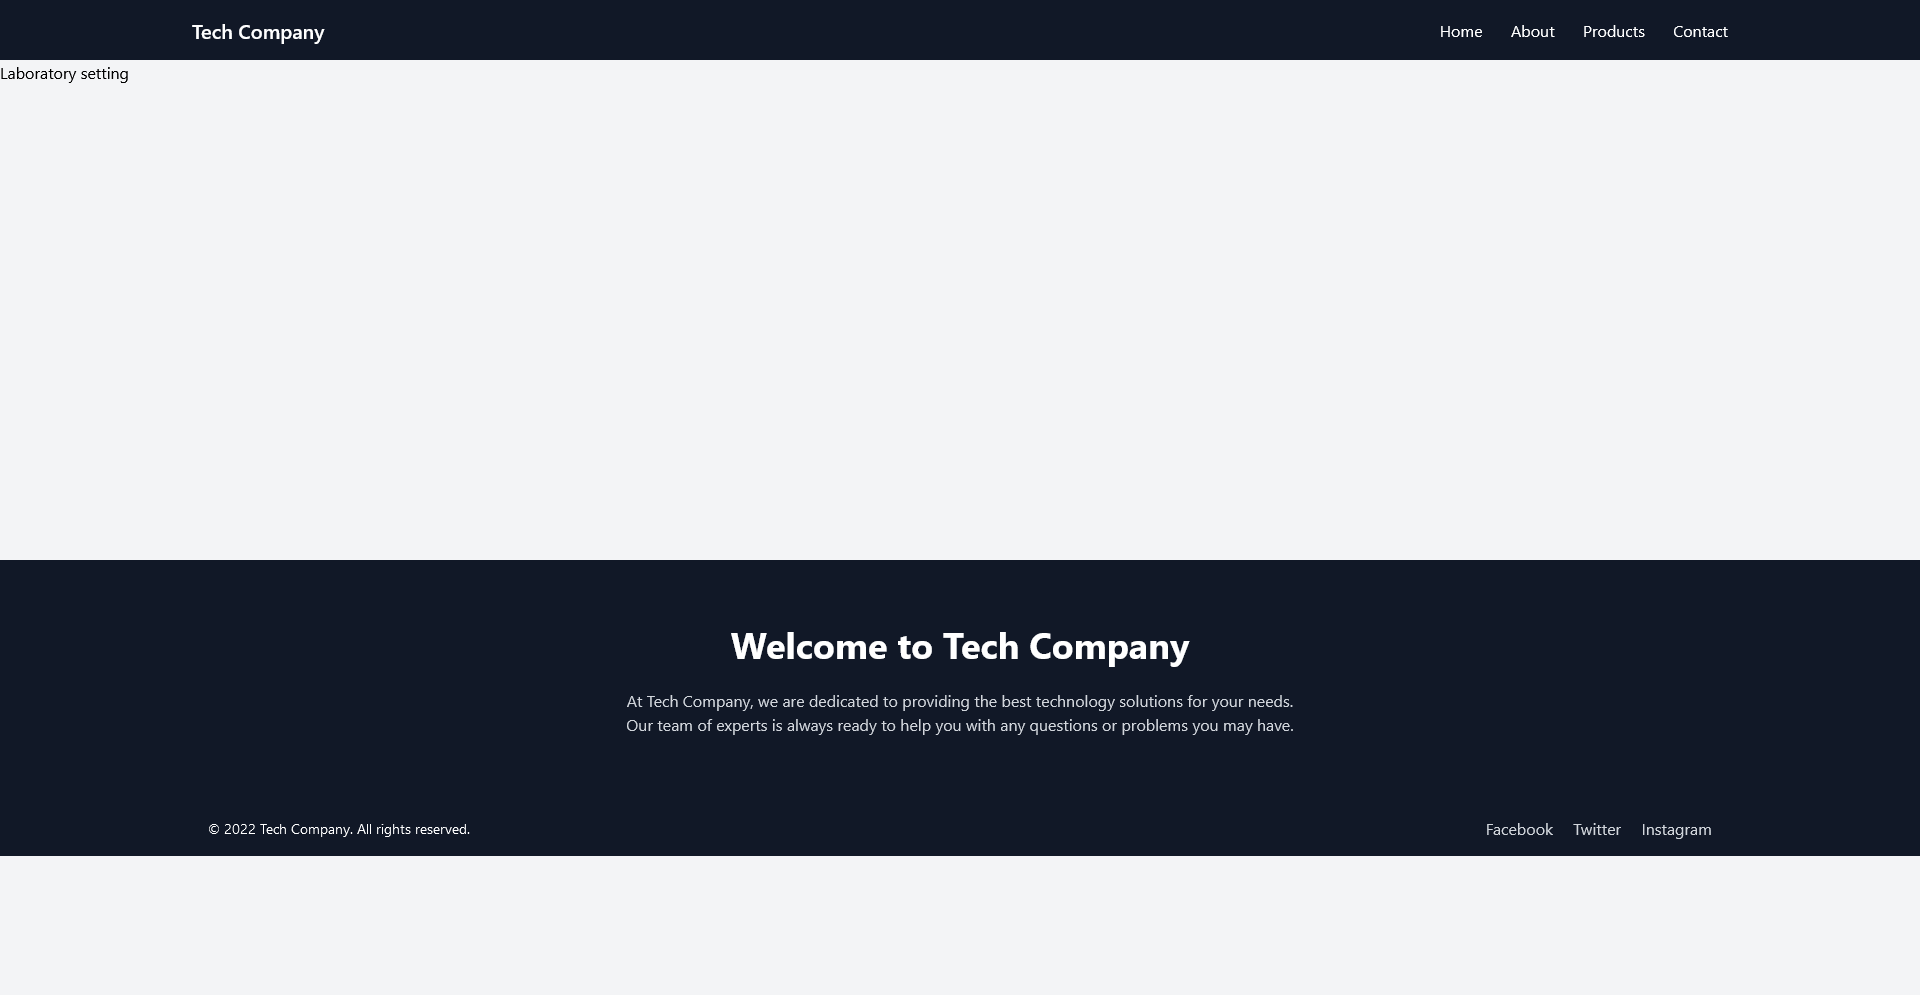 Tech Company
Home About Products Contact
Laboratory setting
Welcome to Tech Company
At Tech Company, we are dedicated to providing the best technology solutions for your needs.
Our team of experts is always ready to help you with any questions or problems you may have.
© 2022 Tech Company. All rights reserved.
Facebook Twitter Instagram